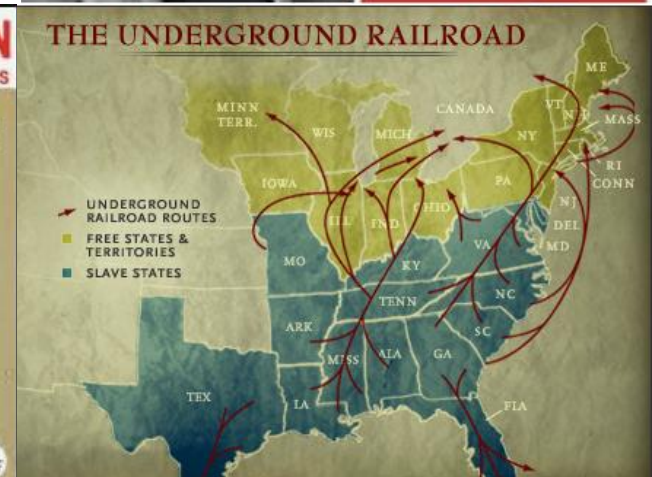 N
S
THE UNDERGROUND RAILROAD
ME
MINN
TERR.
CANADA
VT
MASS
WIS
MICH
NY
RI
CONN
IOWA
PA
UNDERGROUND
RAILROAD ROUTES
FREE STATES &
TERRITORIES
SLAVE STATES
ILL
IND
OHIO
NJ
DEL
MD
VA
MO
KY
TENN
NC
ARK
SC
MISS
ALA
GA
TEX
LA
FLA